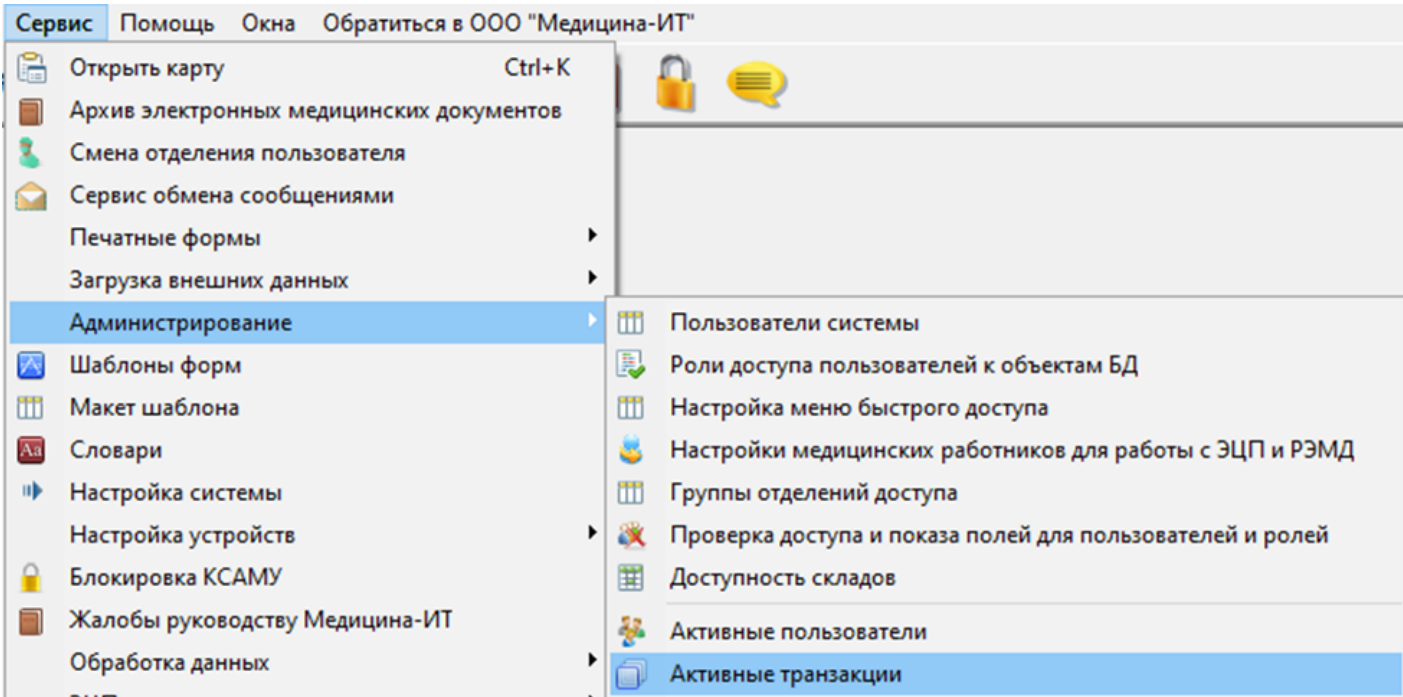 Сервис Помощь Окна Обратиться в ООО "Медицина-ИТ"
Открыть карту Ctrl+K
Архив электронных медицинских документов
Смена отделения пользователя
Сервис обмена сообщениями
Печатные формы
Загрузка внешних данных
Администрирование
Шаблоны форм
Макет шаблона
Словари
Настройка системы
Настройка устройств
Блокировка КСАМУ
Жалобы руководству Медицина-ИТ
Обработка данных
Пользователи системы
Роли доступа пользователей к объектам БД
Настройка меню быстрого доступа
Настройки медицинских работников для работы с ЭЦП и РЭМД
Группы отделений доступа
Проверка доступа и показа полей для пользователей и ролей
Доступность складов
Активные пользователи
Активные транзакции